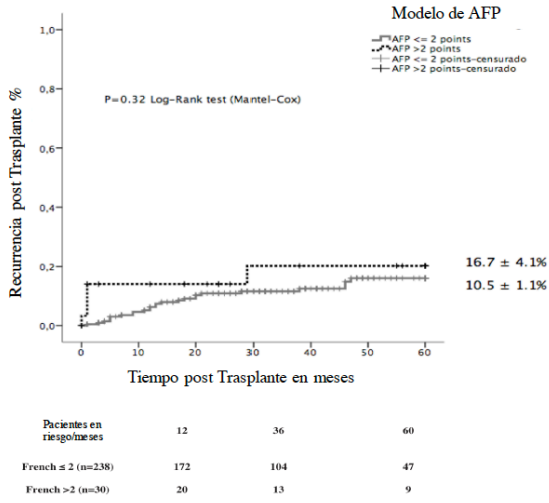 Modelo de AFP
AFP <= 2 points
AFP >2 points
AFP <= 2 points-censurado
AFP >2 points-censurado
P=0.32 Log-Rank test (Mantel-Cox)
Recurrencia post Trasplante %
1,0
0,8
0,6
0,4
0,2
0,0
16.7 ± 4.1%
10.5 ± 1.1%
0 10 20 30 40 50 60
Tiempo post Trasplante en meses
Pacientes en
riesgo/meses 12 36 60
French ≤ 2 (n=238) 172 104 47
French >2 (n=30) 20 13 9